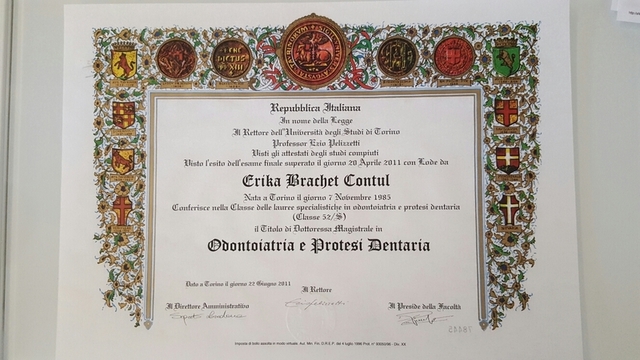 Repubblica Italiana
In nome della Legge
Il Rettore dell'Università degli Studi di Torino
Professor Ezio Pelizzetti
Visti gli attestati degli studi compiuti
Visto l'esito dell'esame finale superato il giorno 20 Aprile 2011 con Lode da
Erika Brachet Contul
Nata a Torino il giorno 7 Novembre 1985
Conferisce nella Classe delle lauree specialistiche in odontoiatria e protesi dentaria
(Classe 52/S)
il Titolo di Dottoressa Magistrale in
Odontoiatria e Protesi Dentaria
Dato a Torino il giorno 22 Giugno 2011
Il Rettore
Il Direttore Amministrativo
Il Preside della Facoltà